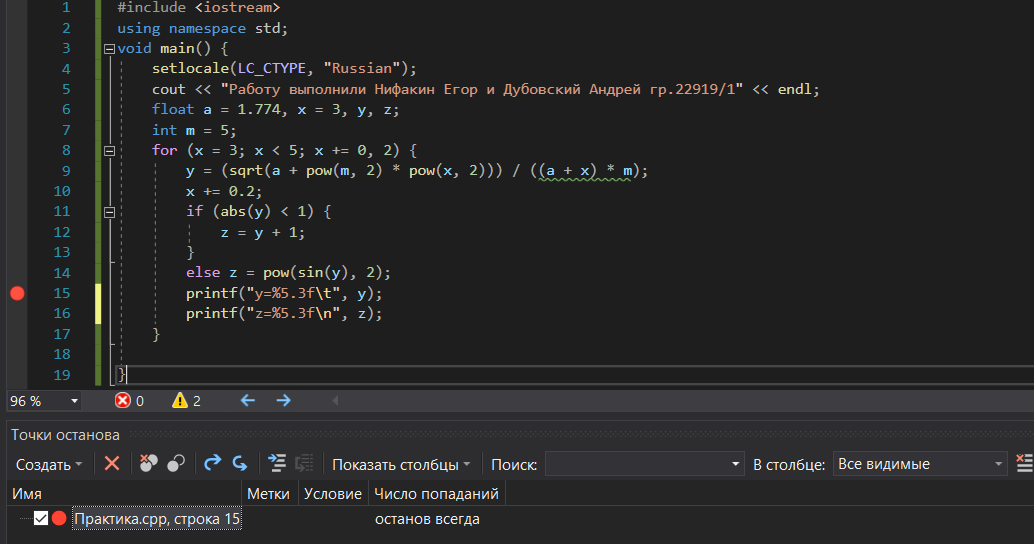 1 #include <iostream>
2 using namespace std;
3 void main() {
4 setlocale(LC_CTYPE, "Russian");
5 cout << "Работу выполнили Нифакин Егор и Дубовский Андрей гр.22919/1" << endl;
6 float a = 1.774, x = 3, y, z;
7 int m = 5;
8 for (x = 3; x < 5; x += 0, 2) {
9 y = (sqrt(a + pow(m, 2) * pow(x, 2))) / ((a + x) * m);
10 x += 0.2;
11 if (abs(y) < 1) {
12 z = y + 1;
13 }
14 else z = pow(sin(y), 2);
15 printf("y=%5.3f\t", y);
16 printf("z=%5.3f\n", z);
17 }
18
19 }
96 % 0 2
Точки останова
Создать Показать столбцы Поиск: В столбце: Все видимые
Имя Метки Условие Число попаданий
Практика.cpp, строка 15 останов всегда